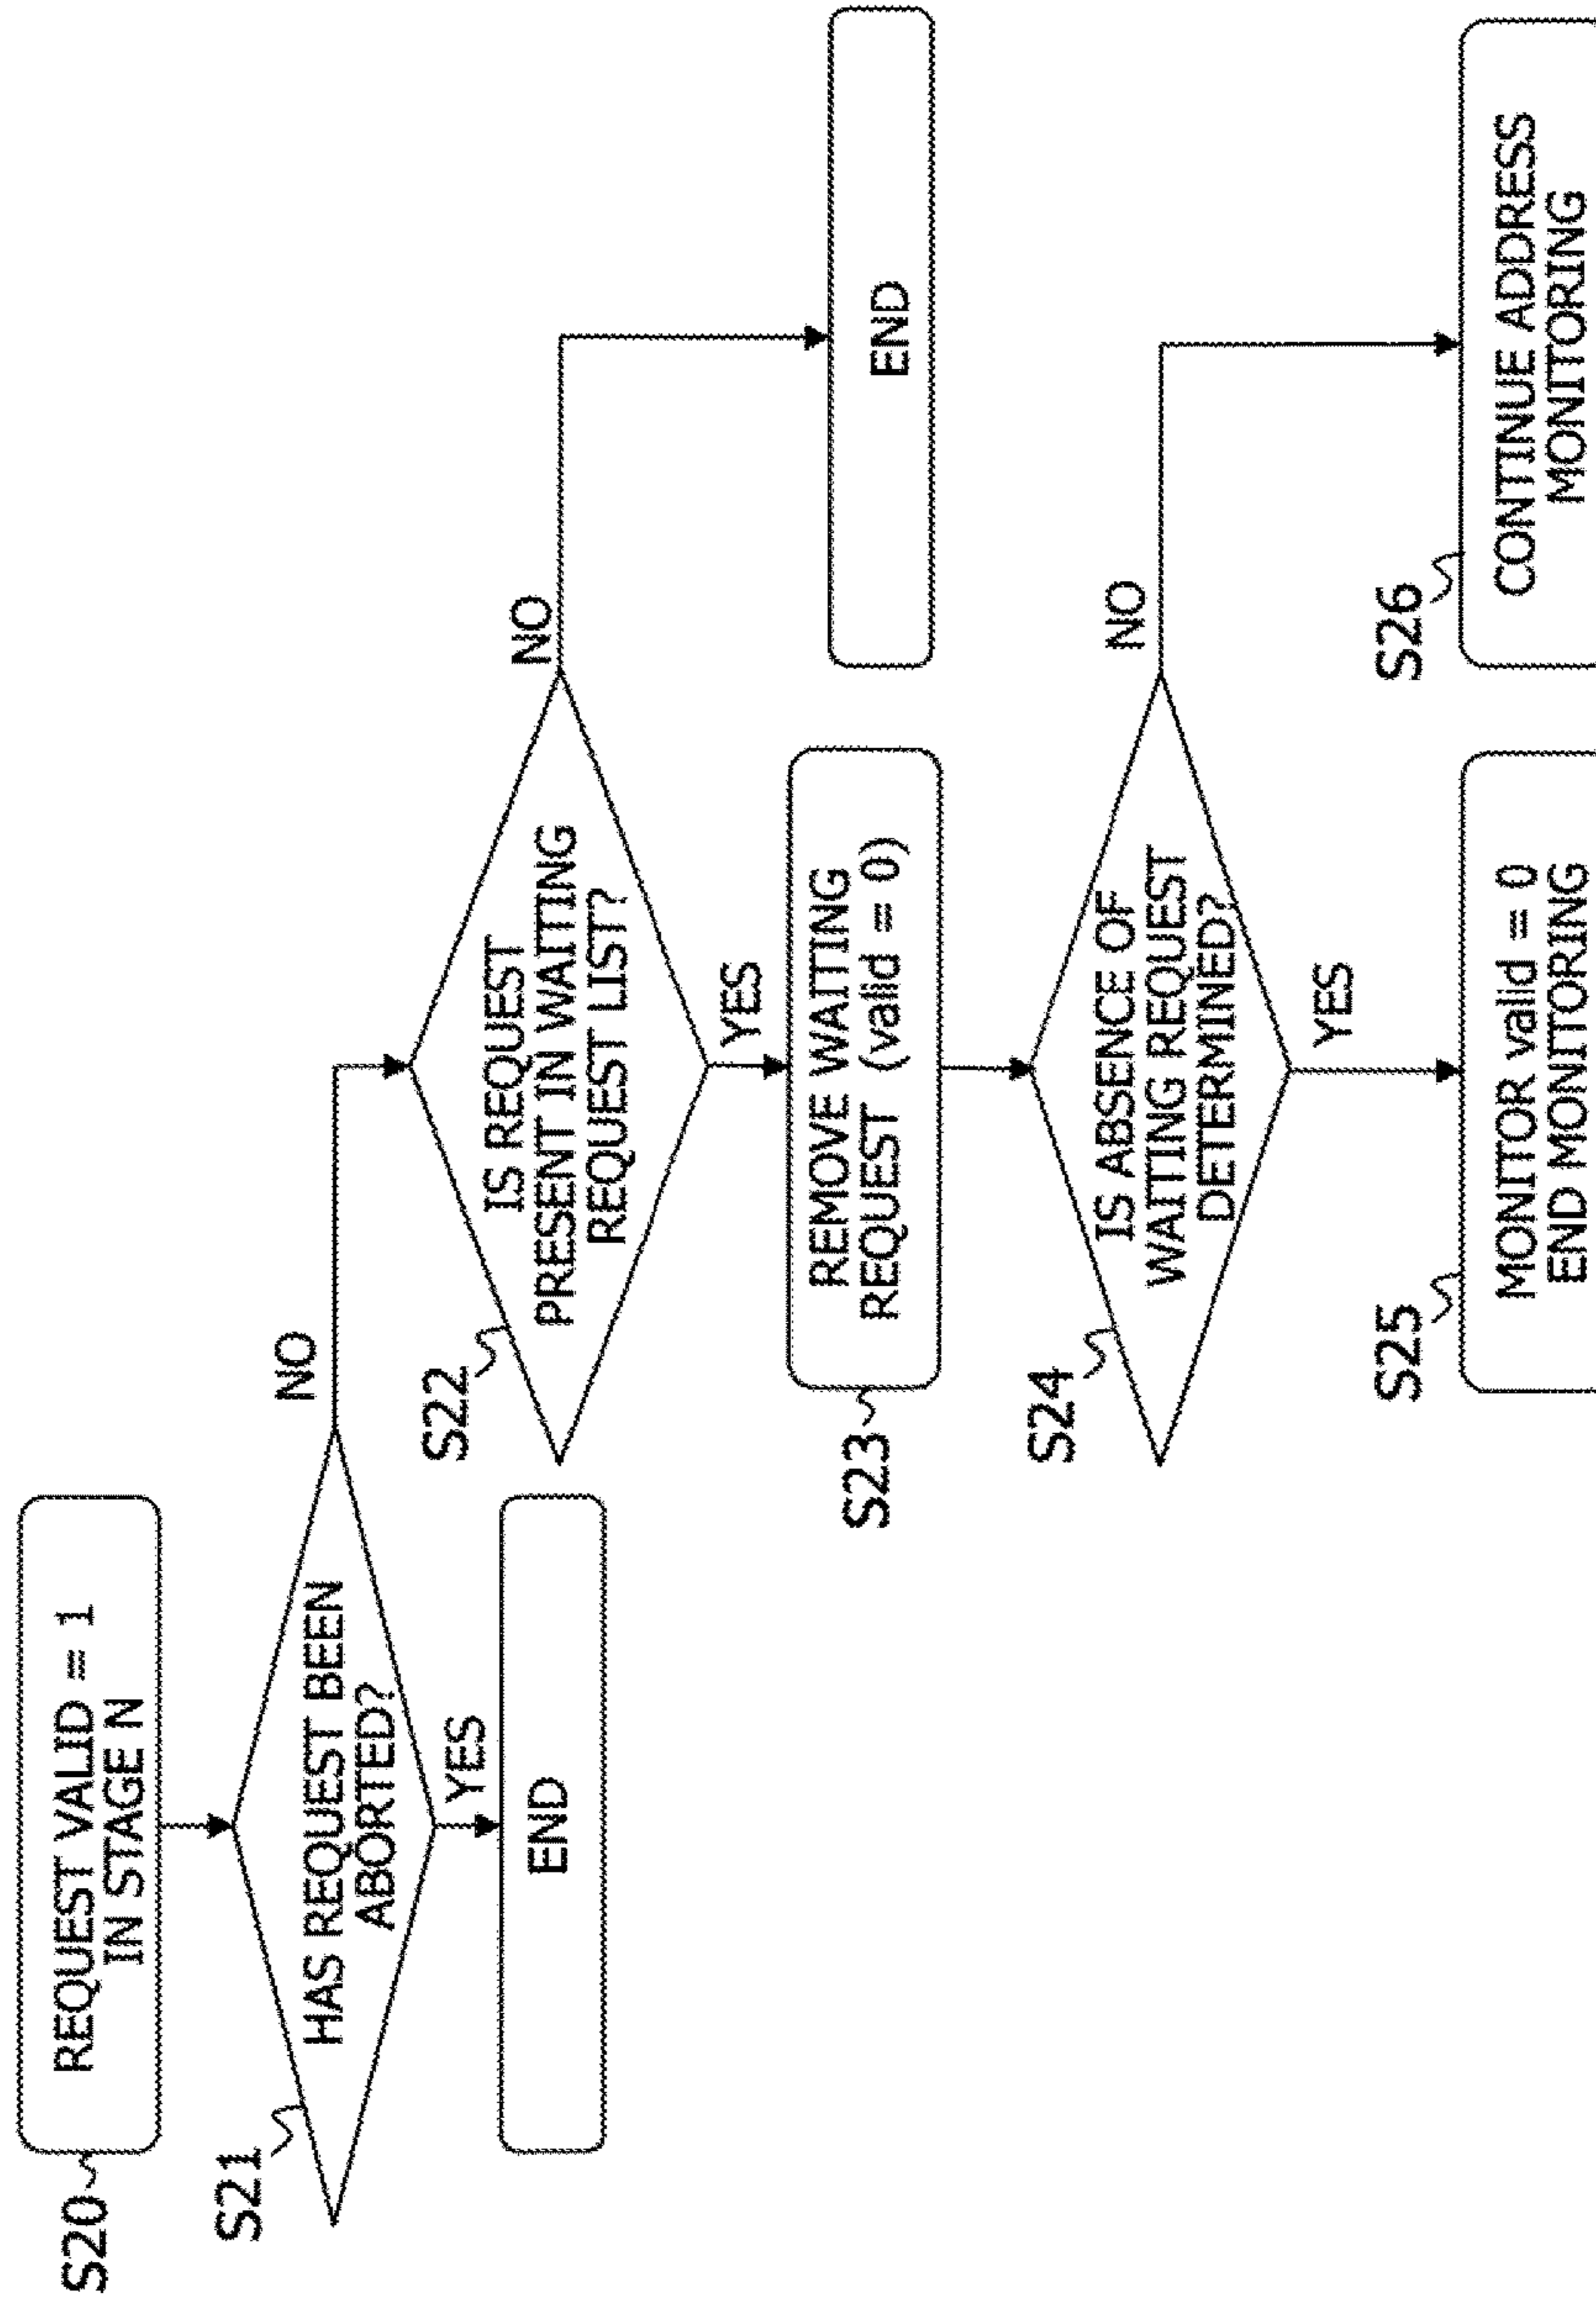 S20
REQUEST VALID = 1
IN STAGE N
S21
HAS REQUEST BEEN
ABORTED?
NO
YES
END
S22
IS REQUEST
PRESENT IN WAITING
REQUEST LIST?
NO
YES
END
S23
REMOVE WAITING
REQUEST (valid = 0)
S24
IS ABSENCE OF
WAITING REQUEST
DETERMINED?
NO
YES
S25
MONITOR valid = 0
END MONITORING
S26
CONTINUE ADDRESS
MONITORING